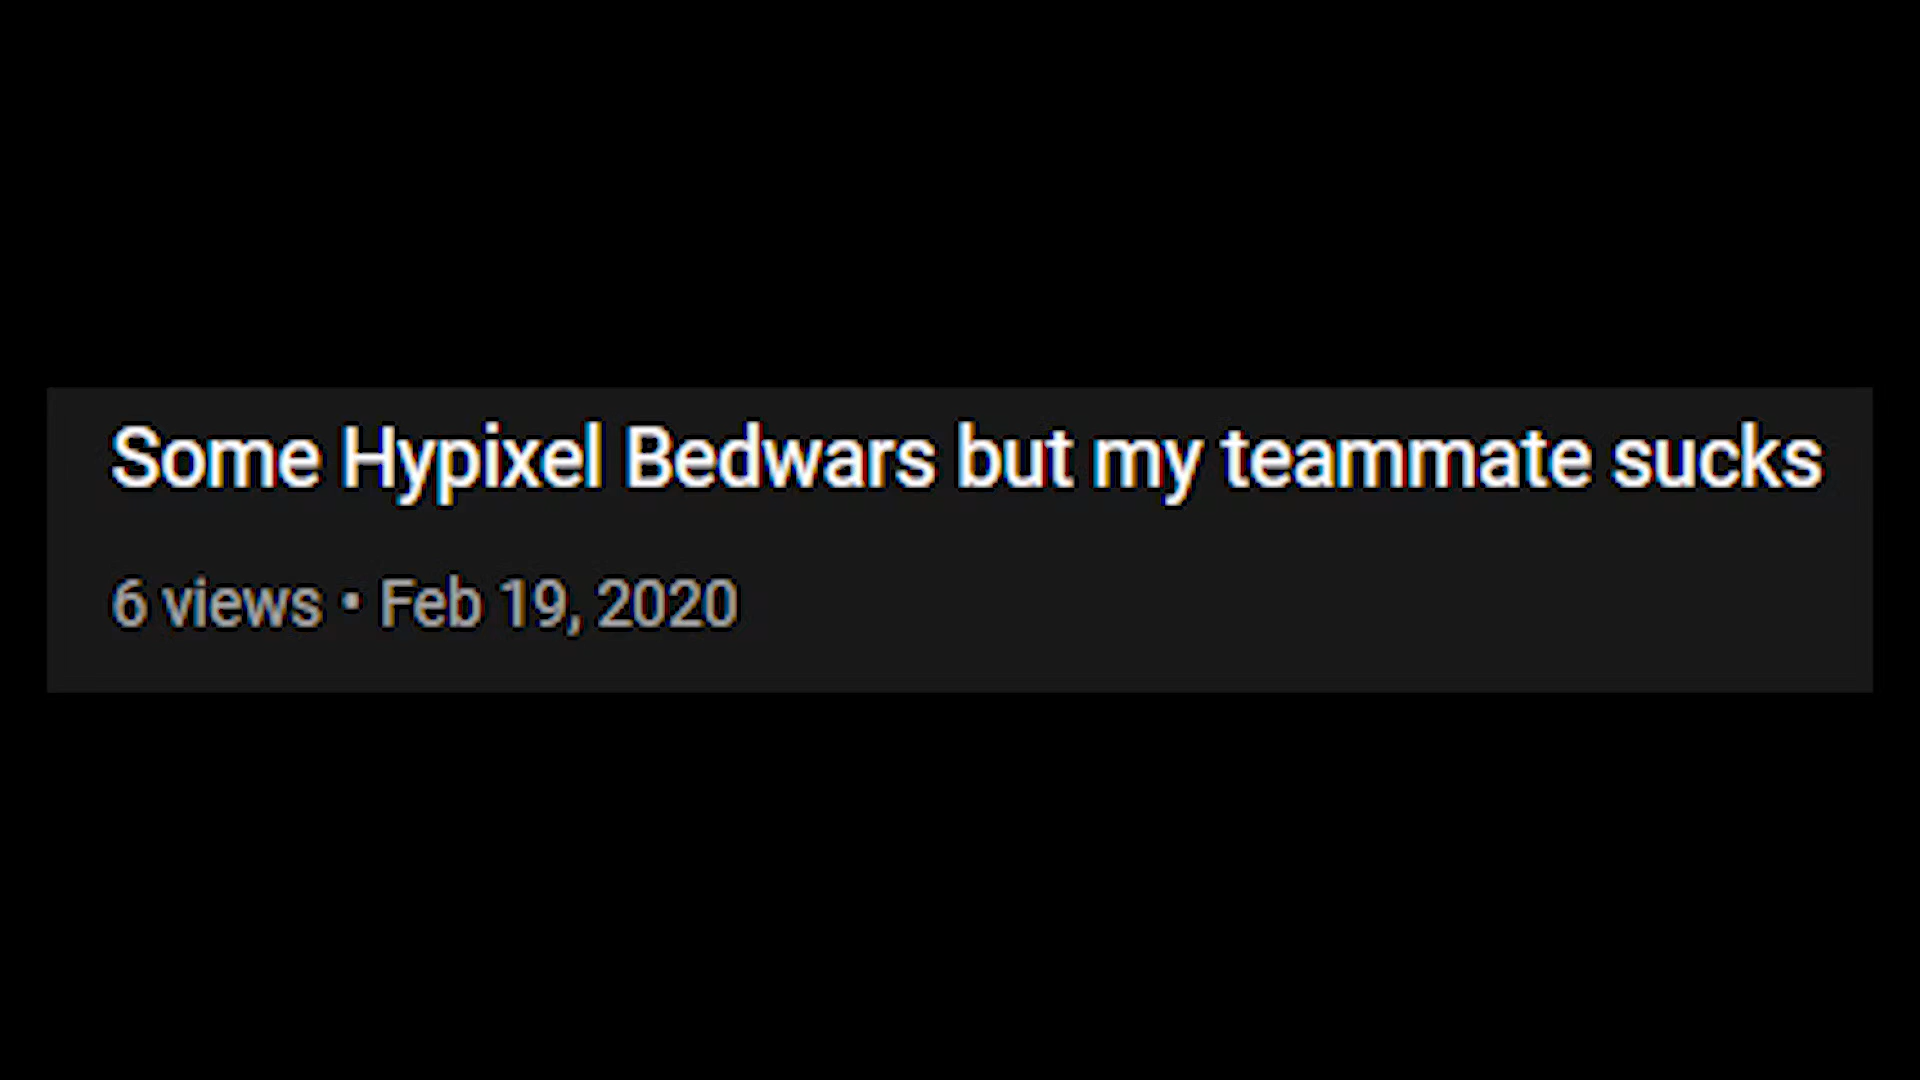 Some Hypixel Bedwars but my teammate sucks
6 views • Feb 19, 2020